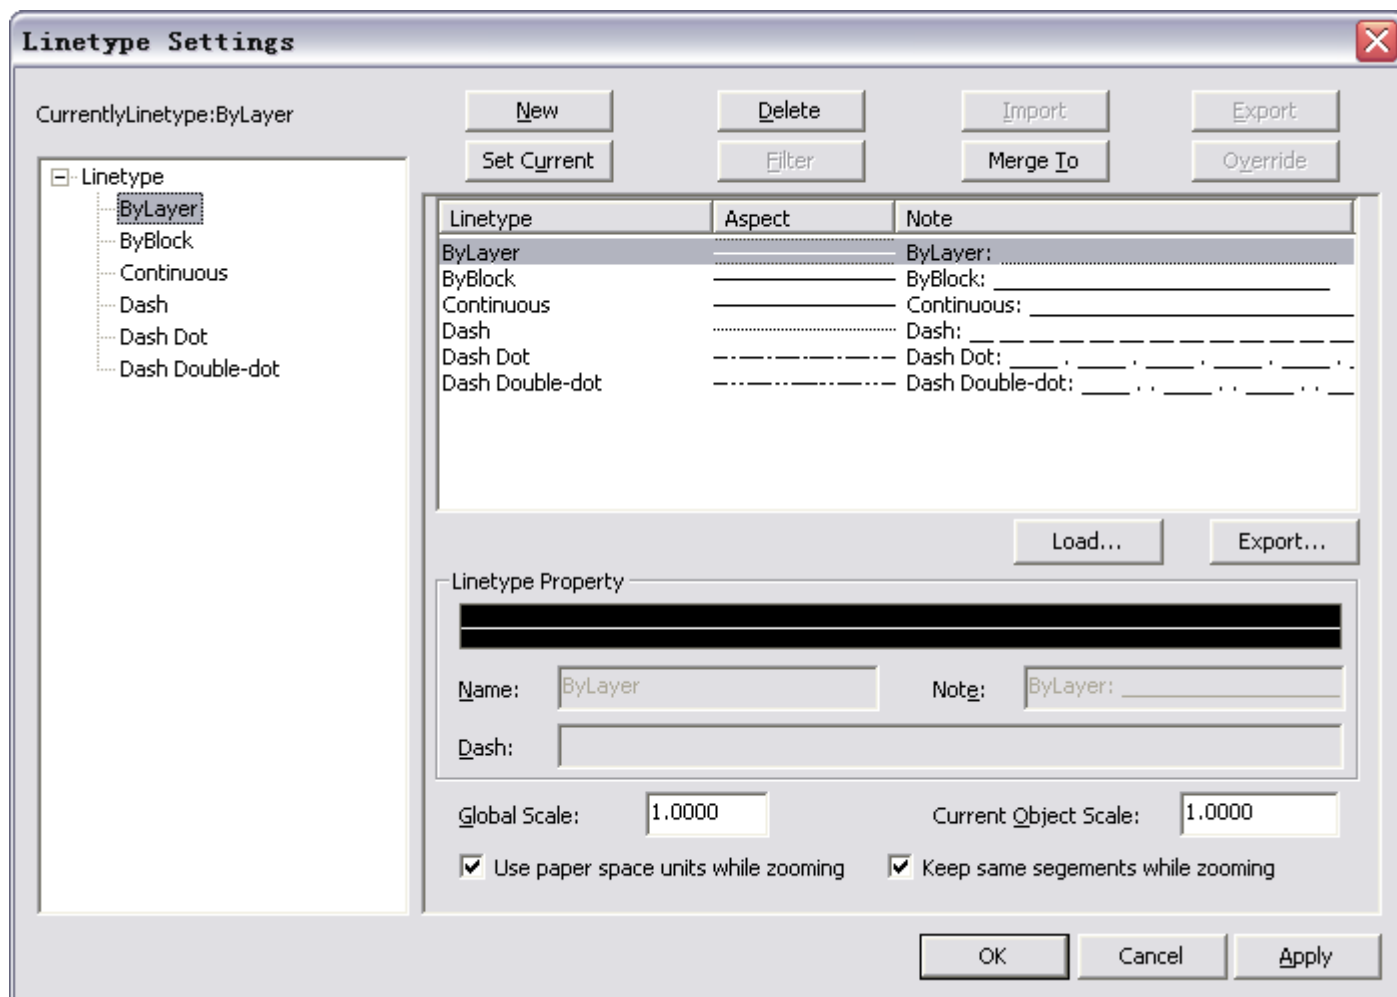 Linetype Settings
CurrentlyLinetype:ByLayer
New Delete Import Export
Set Current Filter Merge To Override
Linetype
ByLayer
ByBlock
Continuous
Dash
Dash Dot
Dash Double-dot
Linetype Aspect Note
ByLayer ByLayer:
ByBlock ByBlock:
Continuous Continuous:
Dash Dash:
Dash Dot Dash Dot:
Dash Double-dot Dash Double-dot:
Load... Export...
Linetype Property
Name: ByLayer Note: ByLayer:
Dash:
Global Scale: 1.0000 Current Object Scale: 1.0000
Use paper space units while zooming Keep same segements while zooming
OK Cancel Apply